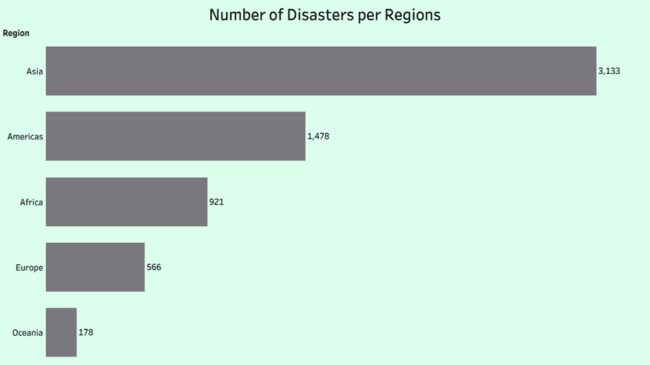 Number of Disasters per Regions
Region
Asia 3,133
Americas 1,478
Africa 921
Europe 566
Oceania 178